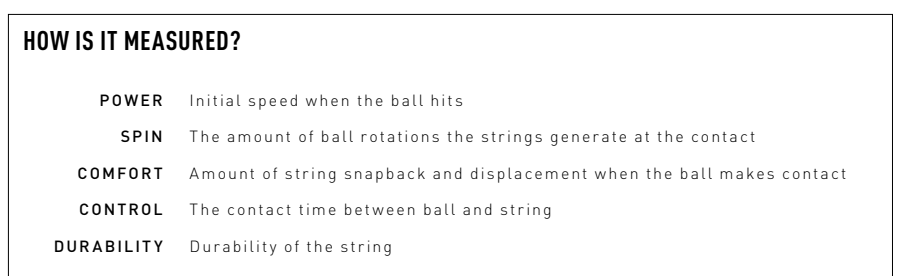 HOW IS IT MEASURED?
POWER Initial speed when the ball hits
SPIN The amount of ball rotations the strings generate at the contact
COMFORT Amount of string snapback and displacement when the ball makes contact
CONTROL The contact time between ball and string
DURABILITY Durability of the string